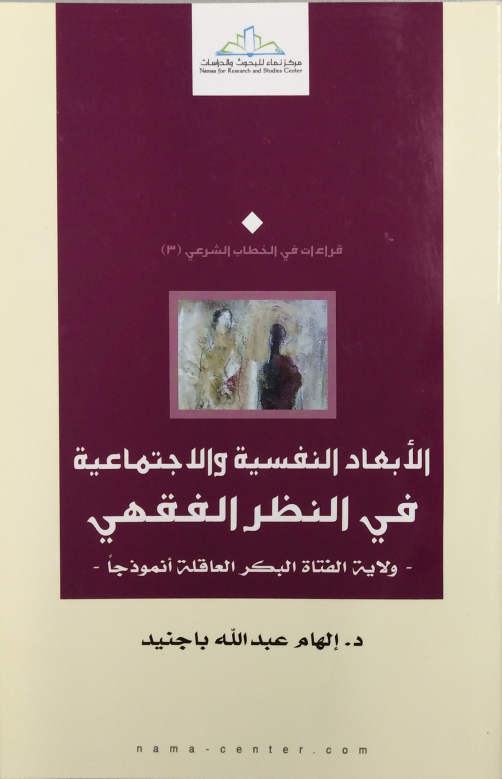 مركز نماء للبحوث والدراسات
Namaa for Research and Studies Center
قراءات في الخطاب الشرعي (٣)
الأبعاد النفسية والاجتماعية
في النظر الفقهي
- ولاية الفتاة البكر العاقلة أنموذجاً -
د. إلهام عبدالله باجنيد
nama-center.com